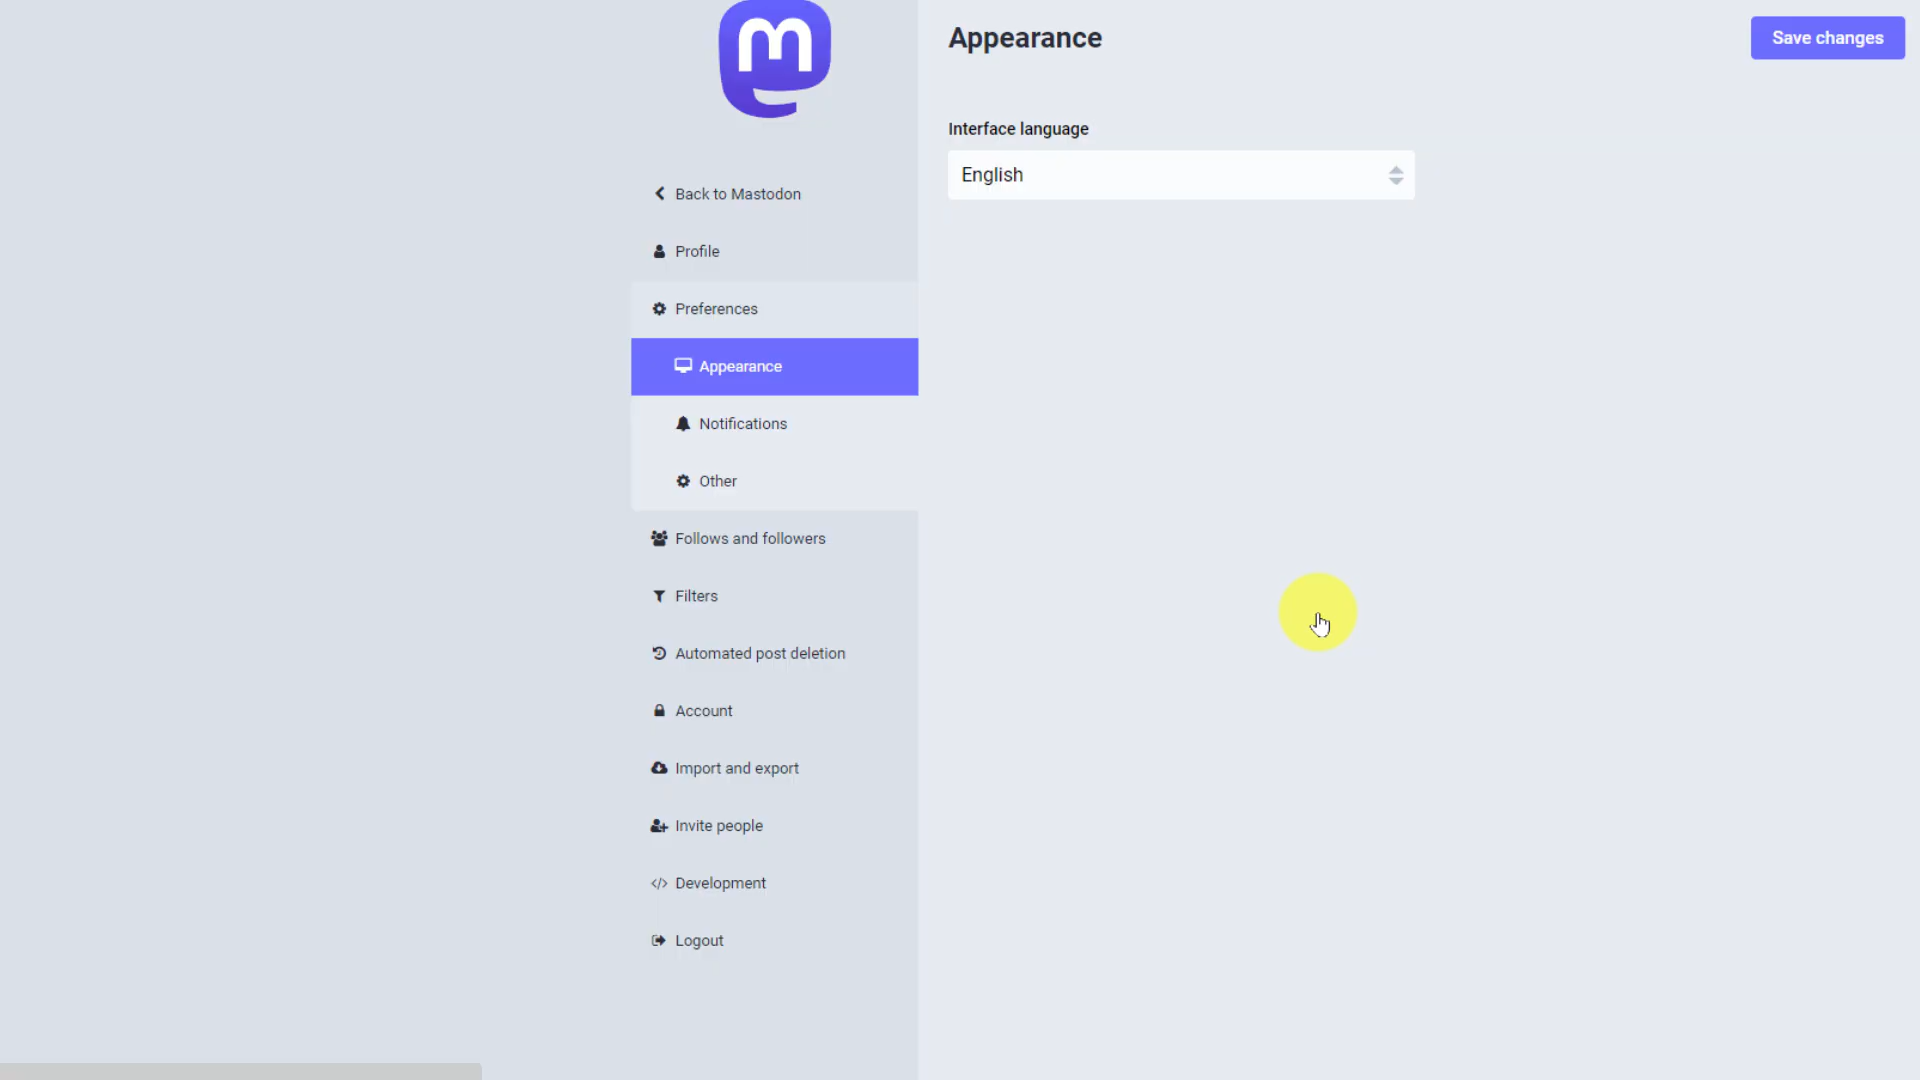 Appearance
Save changes
Interface language
English
Back to Mastodon
Profile
Preferences
Appearance
Notifications
Other
Follows and followers
Filters
Automated post deletion
Account
Import and export
Invite people
Development
Logout